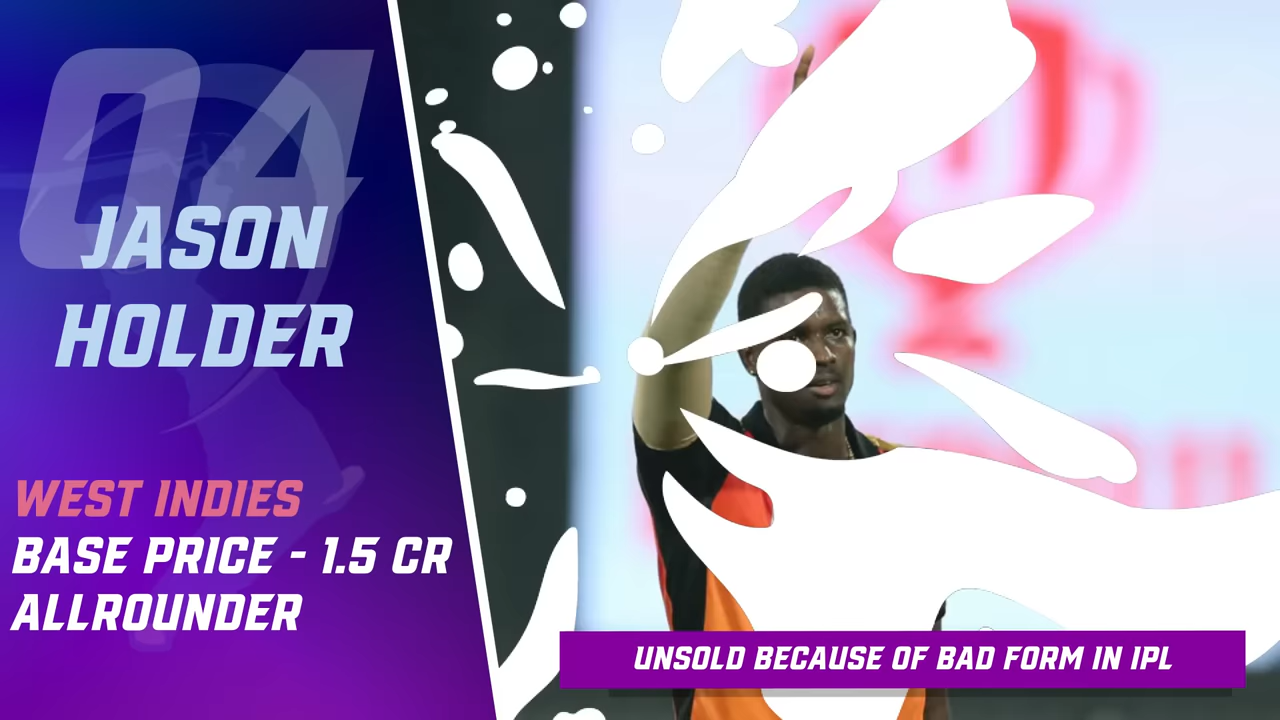 04
JASON
HOLDER
WEST INDIES
BASE PRICE - 1.5 CR
ALLROUNDER
UNSOLD BECAUSE OF BAD FORM IN IPL